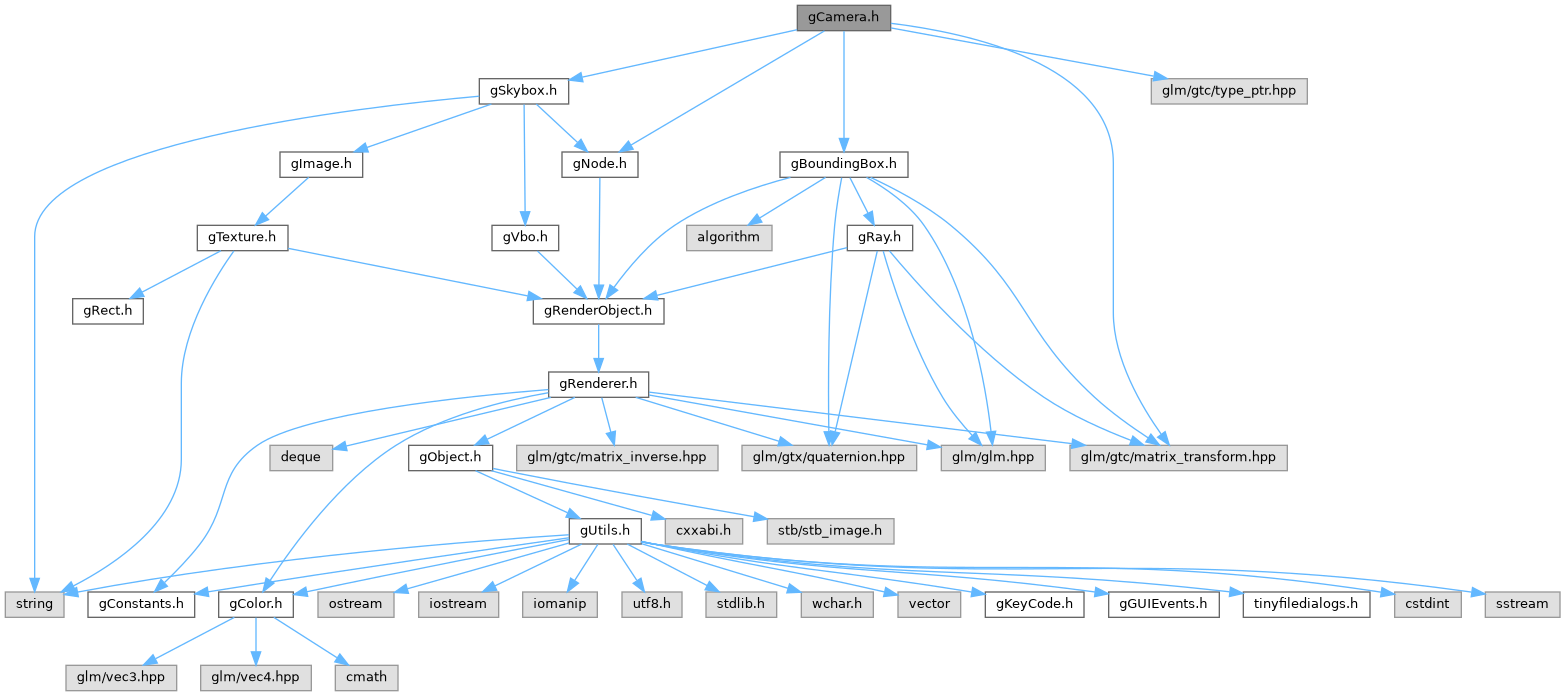 gCamera.h
gSkybox.h
glm/gtc/type_ptr.hpp
gImage.h
gNode.h
gBoundingBox.h
gTexture.h
gVbo.h
algorithm
gRay.h
gRect.h
gRenderObject.h
gRenderer.h
deque
gObject.h
glm/gtc/matrix_inverse.hpp
glm/gtx/quaternion.hpp
glm/glm.hpp
glm/gtc/matrix_transform.hpp
gUtils.h
cxxabi.h
stb/stb_image.h
string
gConstants.h
gColor.h
ostream
iostream
iomanip
utf8.h
stdlib.h
wchar.h
vector
gKeyCode.h
gGUIEvents.h
tinyfiledialogs.h
cstdint
sstream
glm/vec3.hpp
glm/vec4.hpp
cmath